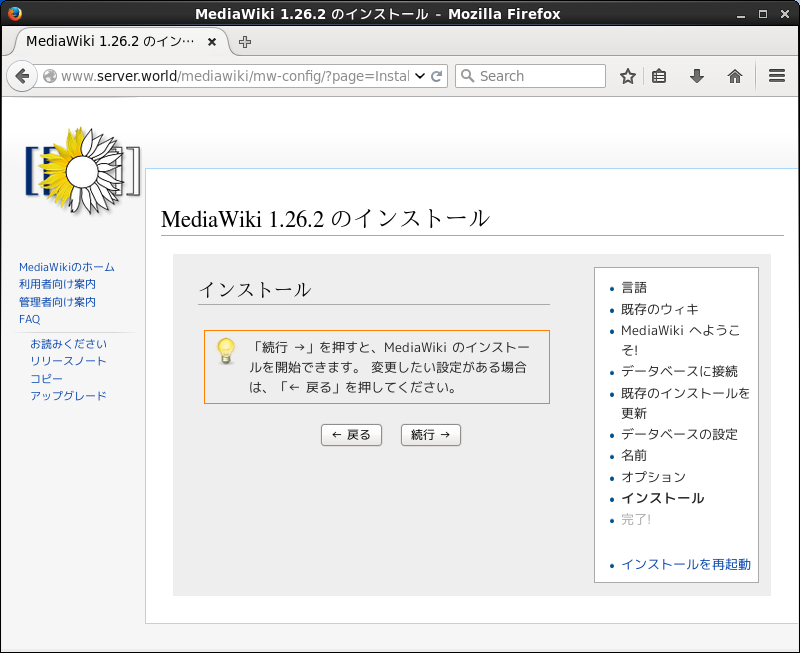 MediaWiki 1.26.2 のインストール - Mozilla Firefox
MediaWiki 1.26.2 のイン…
www.server.world/mediawiki/mw-config/?page=Instal
Search
MediaWiki 1.26.2 のインストール
MediaWikiのホーム
利用者向け案内
管理者向け案内
FAQ
お読みください
リリースノート
コピー
アップグレード
インストール
「続行 →」を押すと、MediaWiki のインストー
ルを開始できます。 変更したい設定がある場合
は、「← 戻る」を押してください。
← 戻る
続行 →
言語
既存のウィキ
MediaWiki へようこ
そ!
データベースに接続
既存のインストールを
更新
データベースの設定
名前
オプション
インストール
完了!
インストールを再起動